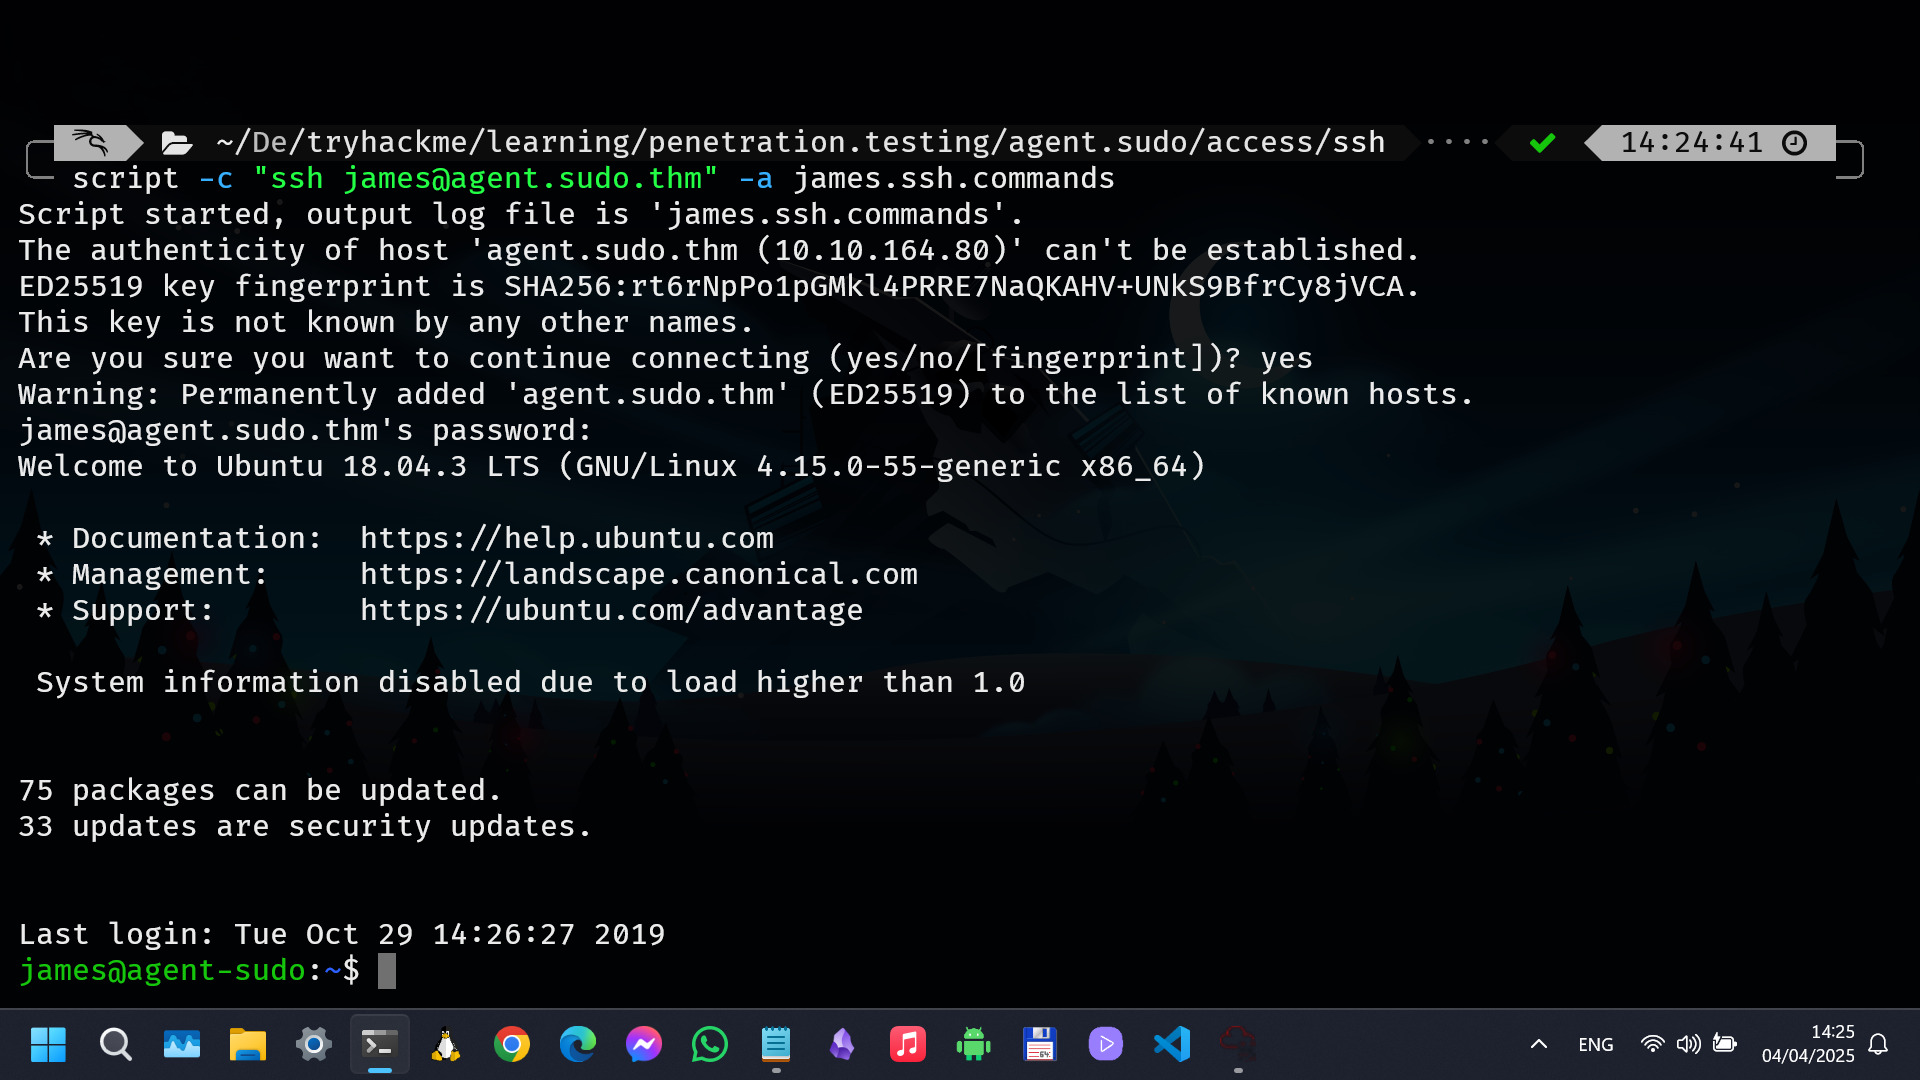 ~/De/tryhackme/learning/penetration.testing/agent.sudo/access/ssh ···· ✔ 14:24:41
script -c "ssh james@agent.sudo.thm" -a james.ssh.commands
Script started, output log file is 'james.ssh.commands'.
The authenticity of host 'agent.sudo.thm (10.10.164.80)' can't be established.
ED25519 key fingerprint is SHA256:rt6rNpPo1pGMkl4PRRE7NaQKAHV+UNkS9BfrCy8jVCA.
This key is not known by any other names.
Are you sure you want to continue connecting (yes/no/[fingerprint])? yes
Warning: Permanently added 'agent.sudo.thm' (ED25519) to the list of known hosts.
james@agent.sudo.thm's password:
Welcome to Ubuntu 18.04.3 LTS (GNU/Linux 4.15.0-55-generic x86_64)
* Documentation:  https://help.ubuntu.com
* Management:     https://landscape.canonical.com
* Support:        https://ubuntu.com/advantage
System information disabled due to load higher than 1.0
75 packages can be updated.
33 updates are security updates.
Last login: Tue Oct 29 14:26:27 2019
james@agent-sudo:~$
64
ENG
14:25
04/04/2025